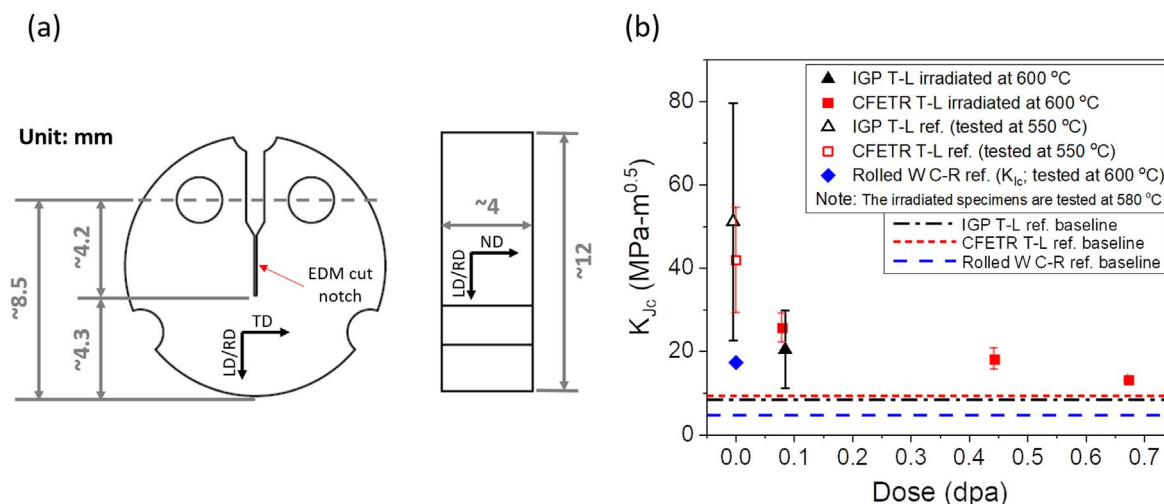 (a)
Unit: mm
~8.5
~4.2
~4.3
EDM cut
notch
TD
LD/RD
~4
ND
LD/RD
~12
(b)
IGP T-L irradiated at 600 °C
CFETR T-L irradiated at 600 °C
IGP T-L ref. (tested at 550 °C)
CFETR T-L ref. (tested at 550 °C)
Rolled W C-R ref. (KIc; tested at 600 °C)
Note: The irradiated specimens are tested at 580 °C
IGP T-L ref. baseline
CFETR T-L ref. baseline
Rolled W C-R ref. baseline
KJc (MPa-m0.5)
80
60
40
20
0
0.0 0.1 0.2 0.3 0.4 0.5 0.6 0.7
Dose (dpa)